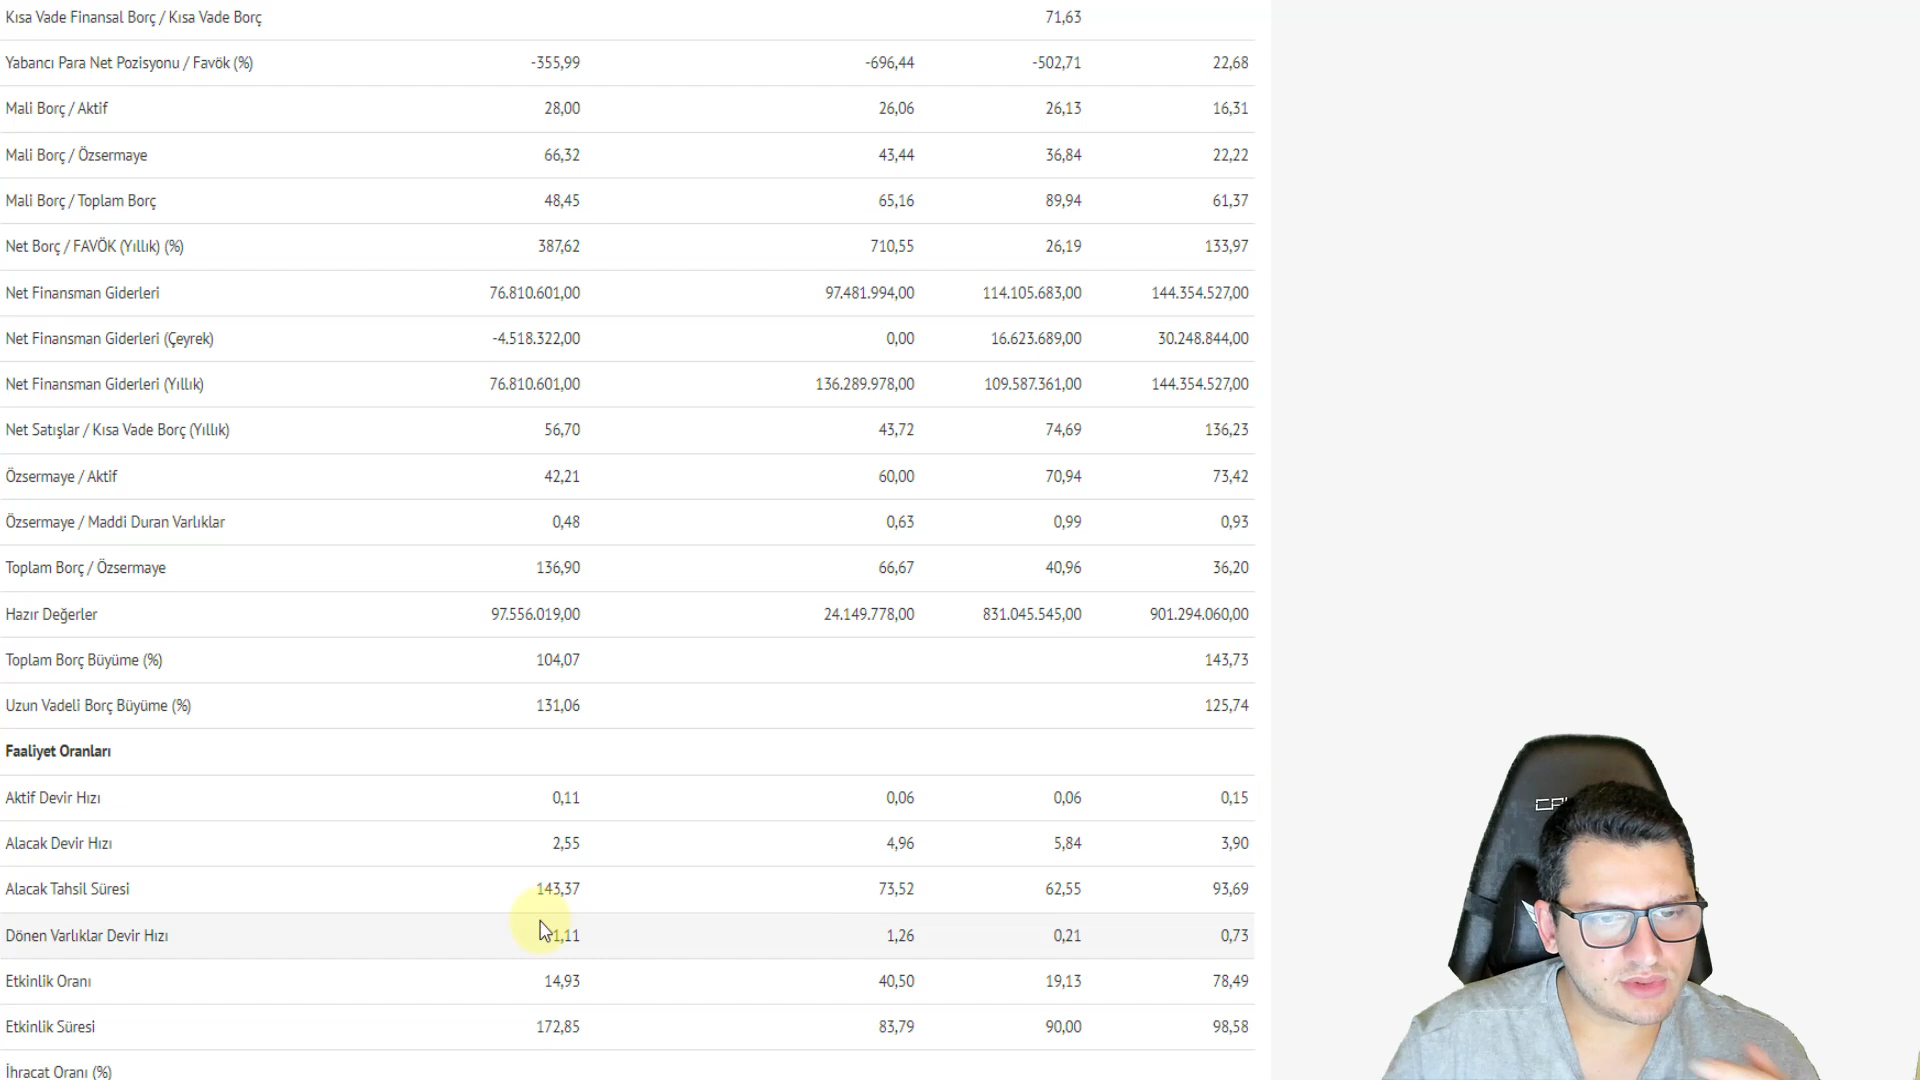 Kısa Vade Finansal Borç / Kısa Vade Borç 71,63
Yabancı Para Net Pozisyonu / Favök (%) -355,99 -696,44 -502,71 22,68
Mali Borç / Aktif 28,00 26,06 26,13 16,31
Mali Borç / Özsermaye 66,32 43,44 36,84 22,22
Mali Borç / Toplam Borç 48,45 65,16 89,94 61,37
Net Borç / FAVÖK (Yıllık) (%) 387,62 710,55 26,19 133,97
Net Finansman Giderleri 76.810.601,00 97.481.994,00 114.105.683,00 144.354.527,00
Net Finansman Giderleri (Çeyrek) -4.518.322,00 0,00 16.623.689,00 30.248.844,00
Net Finansman Giderleri (Yıllık) 76.810.601,00 136.289.978,00 109.587.361,00 144.354.527,00
Net Satışlar / Kısa Vade Borç (Yıllık) 56,70 43,72 74,69 136,23
Özsermaye / Aktif 42,21 60,00 70,94 73,42
Özsermaye / Maddi Duran Varlıklar 0,48 0,63 0,99 0,93
Toplam Borç / Özsermaye 136,90 66,67 40,96 36,20
Hazır Değerler 97.556.019,00 24.149.778,00 831.045.545,00 901.294.060,00
Toplam Borç Büyüme (%) 104,07 143,73
Uzun Vadeli Borç Büyüme (%) 131,06 125,74
Faaliyet Oranları
Aktif Devir Hızı 0,11 0,06 0,06 0,15
Alacak Devir Hızı 2,55 4,96 5,84 3,90
Alacak Tahsil Süresi 143,37 73,52 62,55 93,69
Dönen Varlıklar Devir Hızı 1,26 0,21 0,73
Etkinlik Oranı 14,93 40,50 19,13 78,49
Etkinlik Süresi 172,85 83,79 90,00 98,58
İhracat Oranı (%)